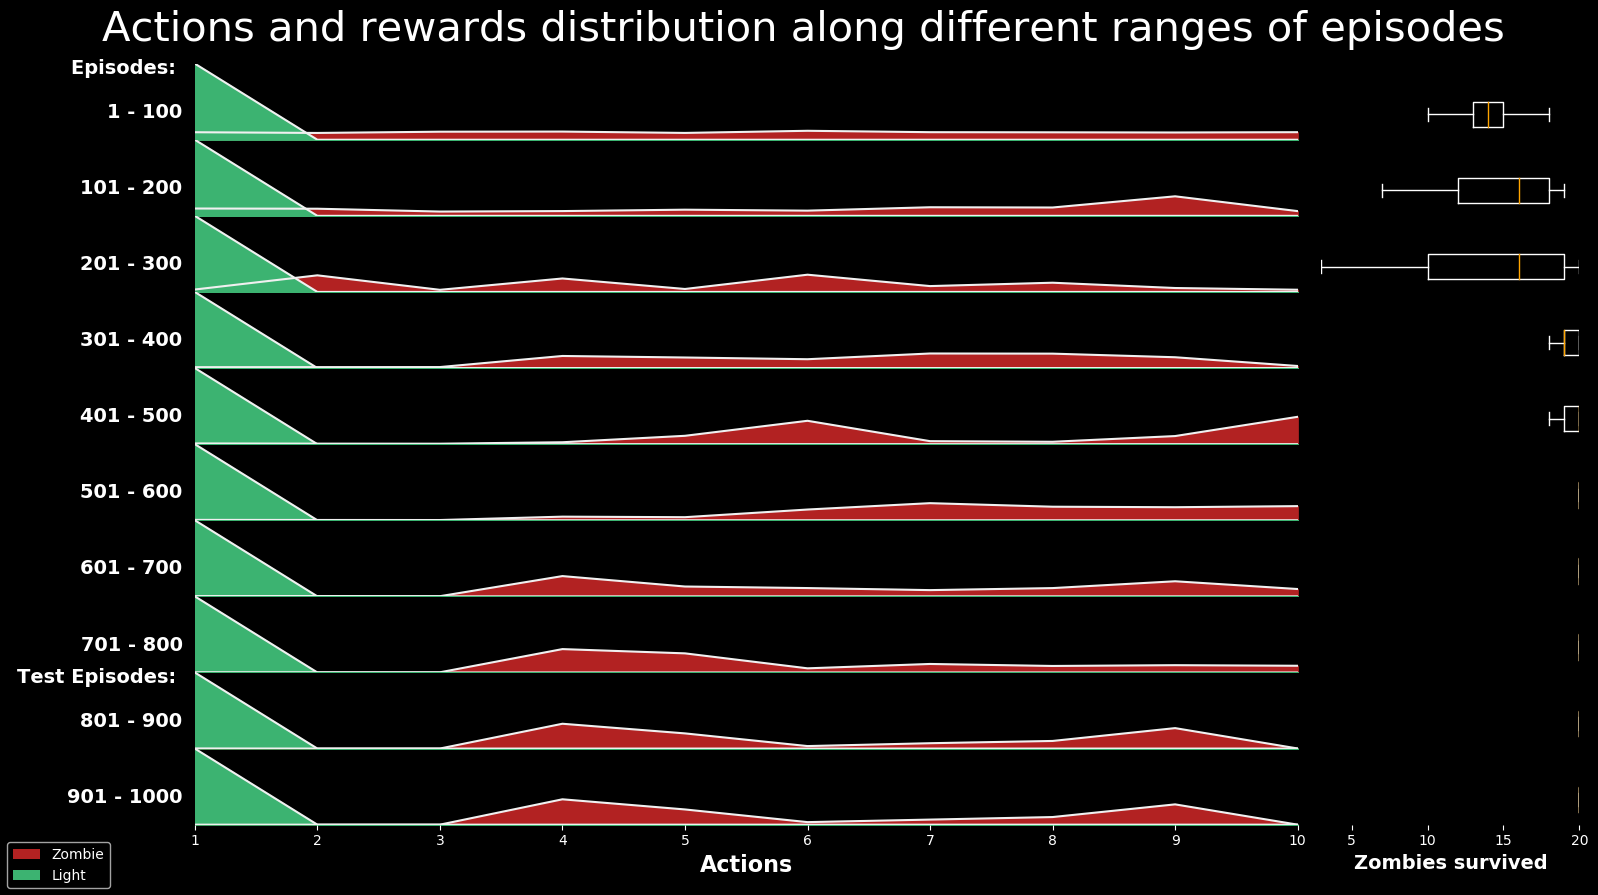 Actions and rewards distribution along different ranges of episodes
Episodes:
1 - 100
101 - 200
201 - 300
301 - 400
401 - 500
501 - 600
601 - 700
701 - 800
Test Episodes:
801 - 900
901 - 1000
1 2 3 4 5 6 7 8 9 10
5 10 15 20
Actions
Zombies survived
Zombie
Light